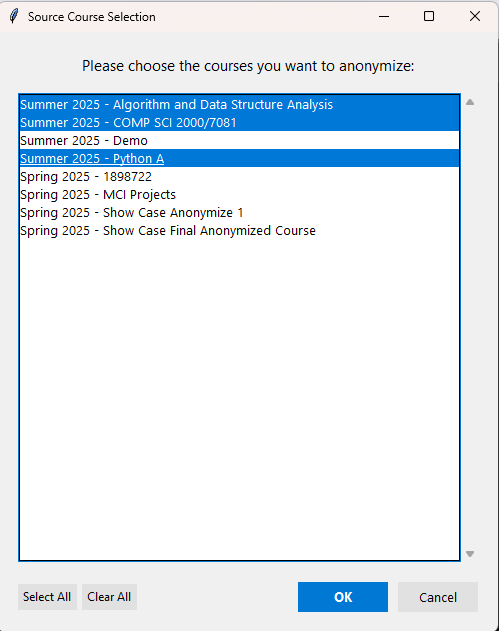 Source Course Selection
Please choose the courses you want to anonymize:
Summer 2025 - Algorithm and Data Structure Analysis
Summer 2025 - COMP SCI 2000/7081
Summer 2025 - Demo
Summer 2025 - Python A
Spring 2025 - 1898722
Spring 2025 - MCI Projects
Spring 2025 - Show Case Anonymize 1
Spring 2025 - Show Case Final Anonymized Course
Select All Clear All OK Cancel